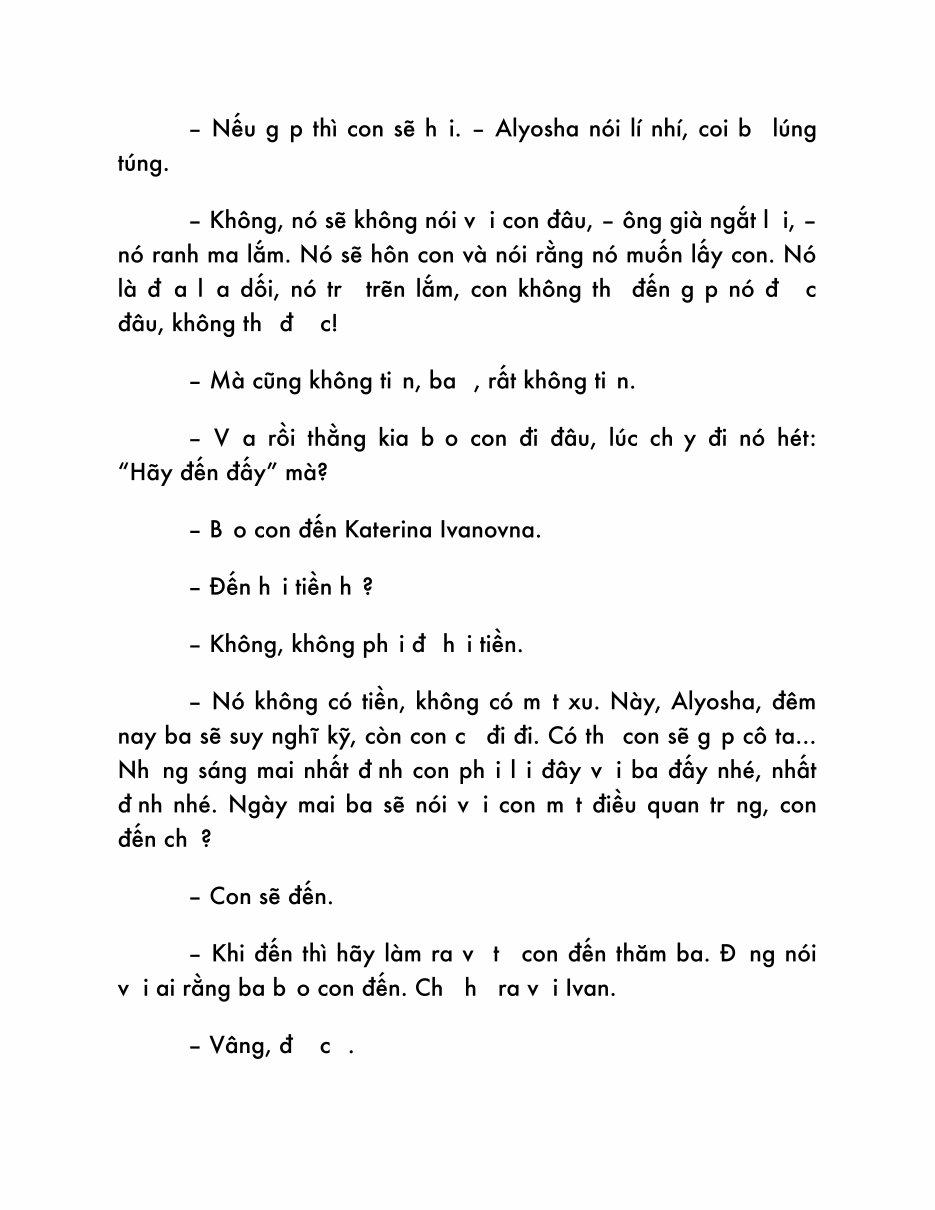 – Nếu g p thì con sẽ h i. – Alyosha nói lí nhí, coi b lúng
túng.
– Không, nó sẽ không nói v i con đâu, – ông già ngắt l i, –
nó ranh ma lắm. Nó sẽ hôn con và nói rằng nó muốn lấy con. Nó
là đ a l a dối, nó tr trẽn lắm, con không th đến g p nó đ c
đâu, không th đ c!
– Mà cũng không ti n, ba , rất không ti n.
– V a rồi thằng kia b o con đi đâu, lúc ch y đi nó hét:
“Hãy đến đấy” mà?
– B o con đến Katerina Ivanovna.
– Đến h i tiền h ?
– Không, không ph i đ h i tiền.
– Nó không có tiền, không có m t xu. Này, Alyosha, đêm
nay ba sẽ suy nghĩ kỹ, còn con c đi đi. Có th con sẽ g p cô ta...
Nh ng sáng mai nhất đ nh con ph i l i đây v i ba đấy nhé, nhất
đ nh nhé. Ngày mai ba sẽ nói v i con m t điều quan tr ng, con
đến ch ?
– Con sẽ đến.
– Khi đến thì hãy làm ra v t con đến thăm ba. Đ ng nói
v i ai rằng ba b o con đến. Ch h ra v i Ivan.
– Vâng, đ c .